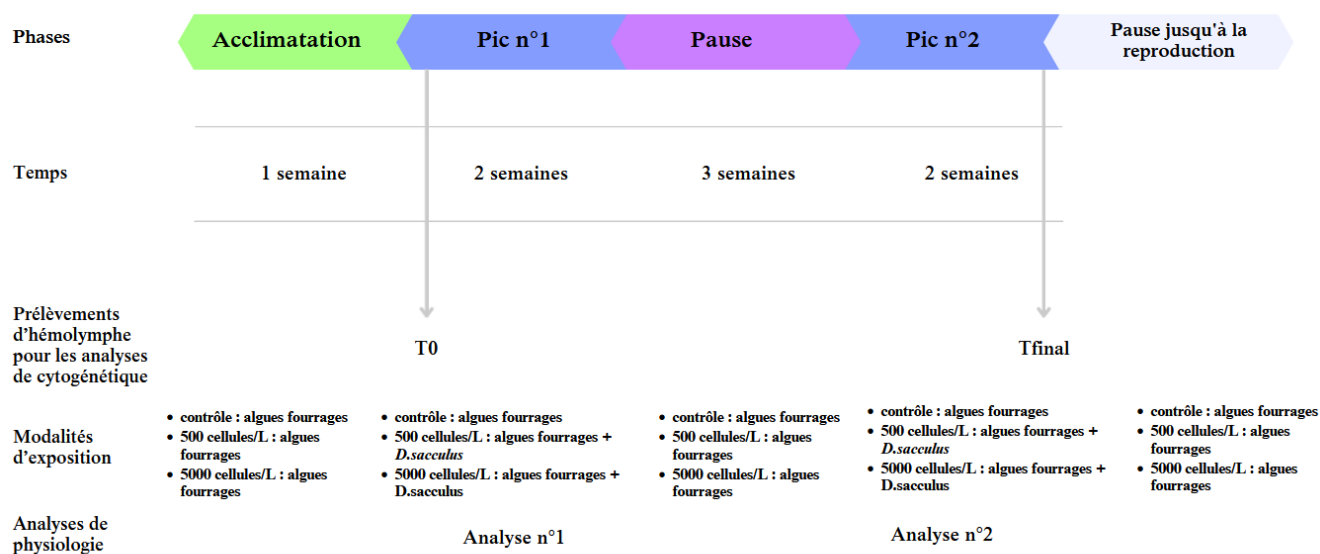 Phases
Acclimatation
Pic n°1
Pause
Pic n°2
Pause jusqu'à la
reproduction
Temps
1 semaine
2 semaines
3 semaines
2 semaines
Prélèvements
d'hémolymphe
pour les analyses
de cytogénétique
T0
Tfinal
Modalités
d'exposition
• contrôle : algues fourrages
• 500 cellules/L : algues
fourrages
• 5000 cellules/L : algues
fourrages
• contrôle : algues fourrages
• 500 cellules/L : algues fourrages +
D.sacculus
• 5000 cellules/L : algues fourrages +
D.sacculus
• contrôle : algues fourrages
• 500 cellules/L : algues
fourrages
• 5000 cellules/L : algues
fourrages
• contrôle : algues fourrages
• 500 cellules/L : algues fourrages +
D.sacculus
• 5000 cellules/L : algues fourrages +
D.sacculus
• contrôle : algues fourrages
• 500 cellules/L : algues
fourrages
• 5000 cellules/L : algues
fourrages
Analyses de
physiologie
Analyse n°1
Analyse n°2